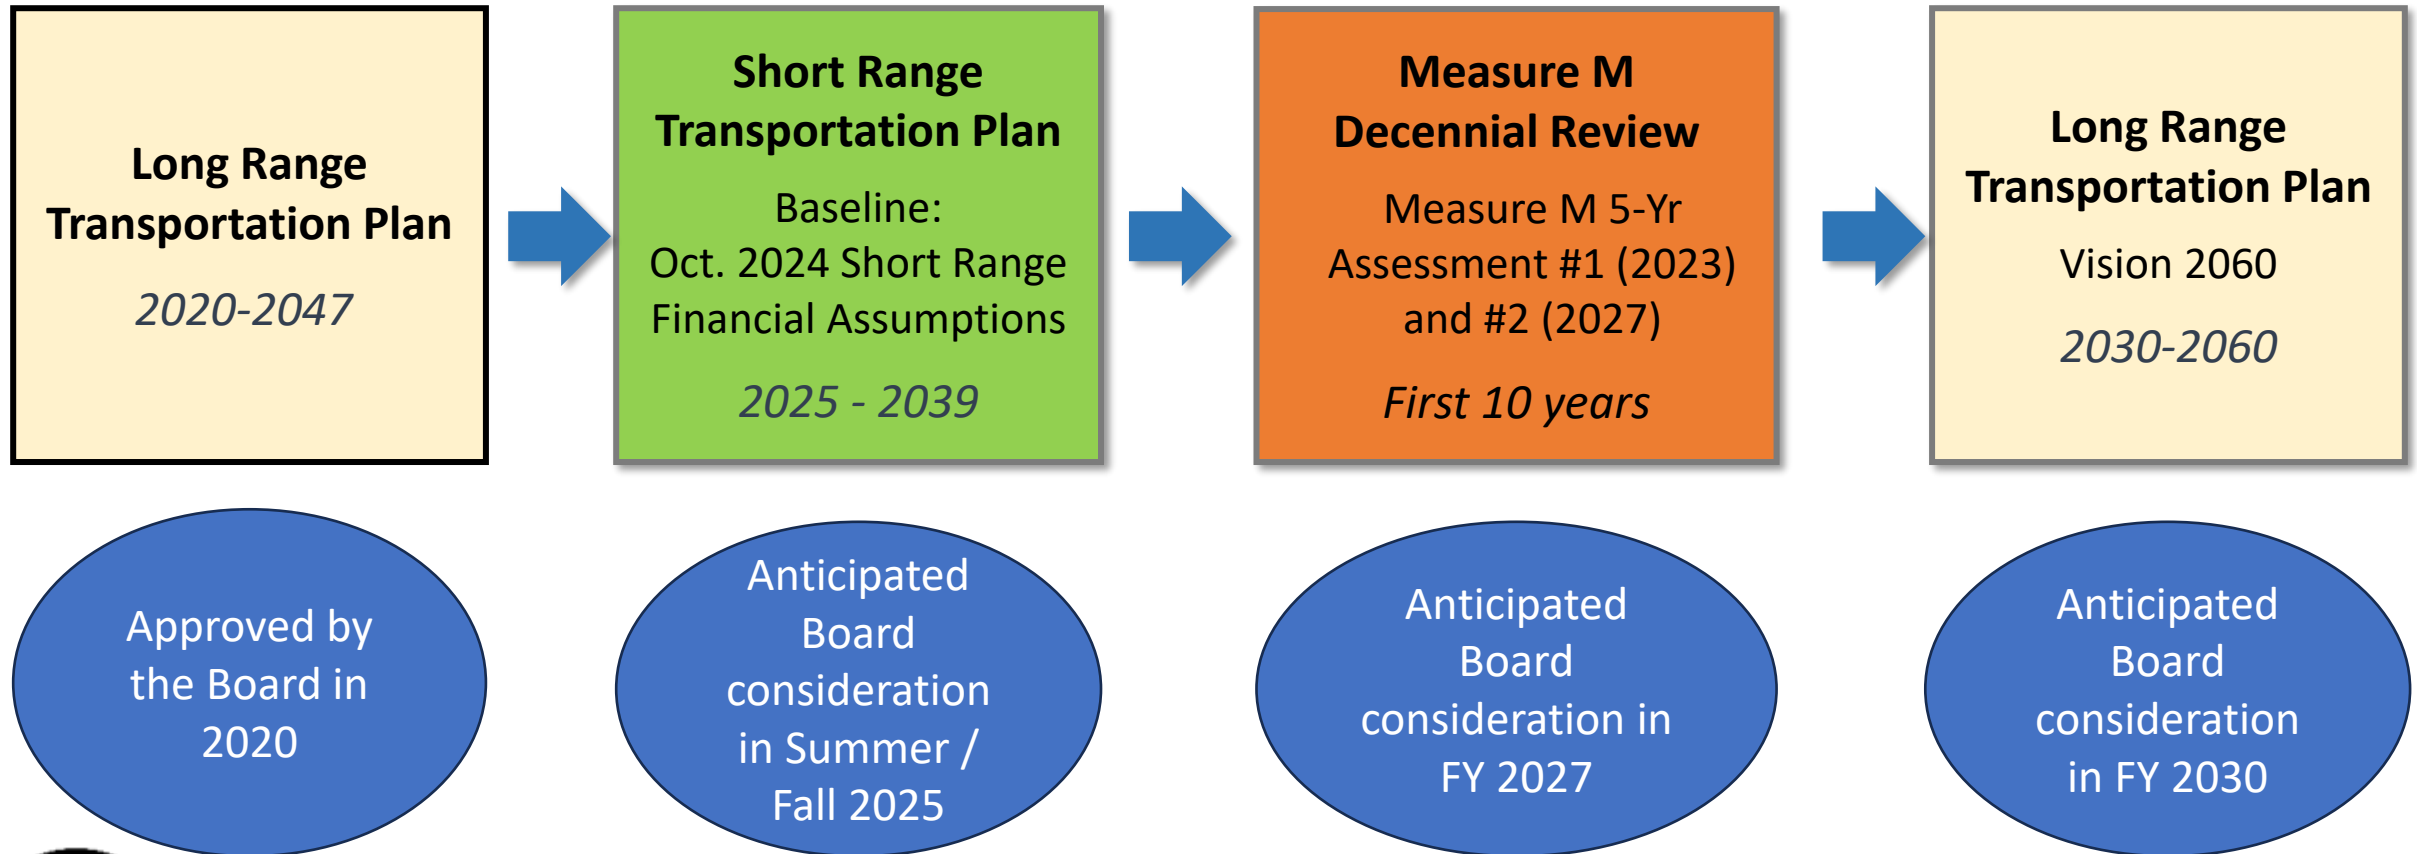 Long Range
Transportation Plan
2020-2047
Short Range
Transportation Plan
Baseline:
Oct. 2024 Short Range
Financial Assumptions
2025 - 2039
Measure M
Decennial Review
Measure M 5-Yr
Assessment #1 (2023)
and #2 (2027)
First 10 years
Long Range
Transportation Plan
Vision 2060
2030-2060
Approved by
the Board in
2020
Anticipated
Board
consideration
in Summer /
Fall 2025
Anticipated
Board
consideration in
FY 2027
Anticipated
Board
consideration
in FY 2030